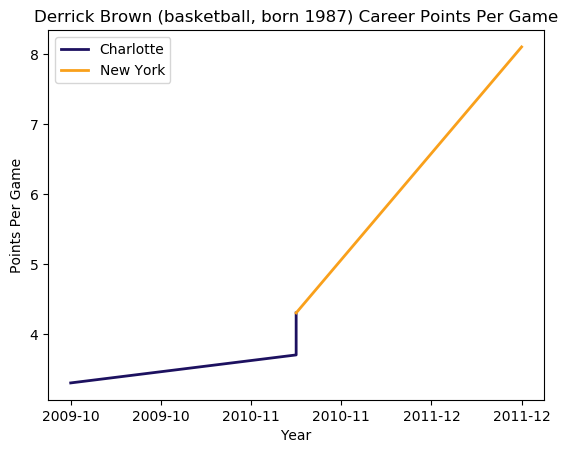 Derrick Brown (basketball, born 1987) Career Points Per Game
Charlotte
New York
8
7
6
5
4
Points Per Game
2009-10 2009-10 2010-11 2010-11 2011-12 2011-12
Year